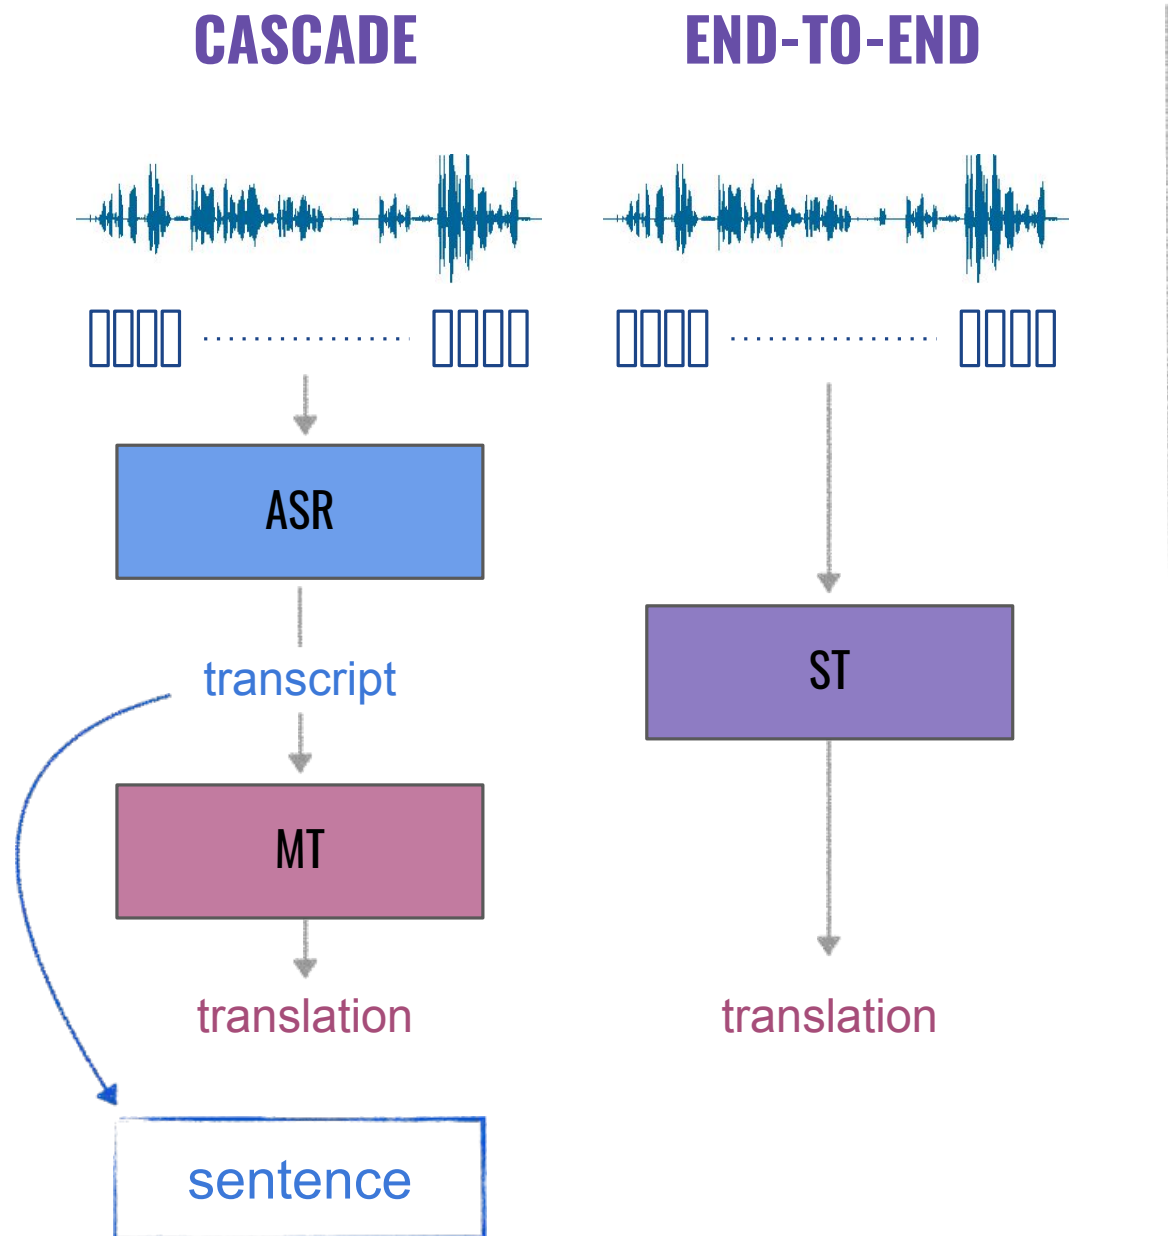 CASCADE
END-TO-END
ASR
transcript
MT
translation
sentence
ST
translation